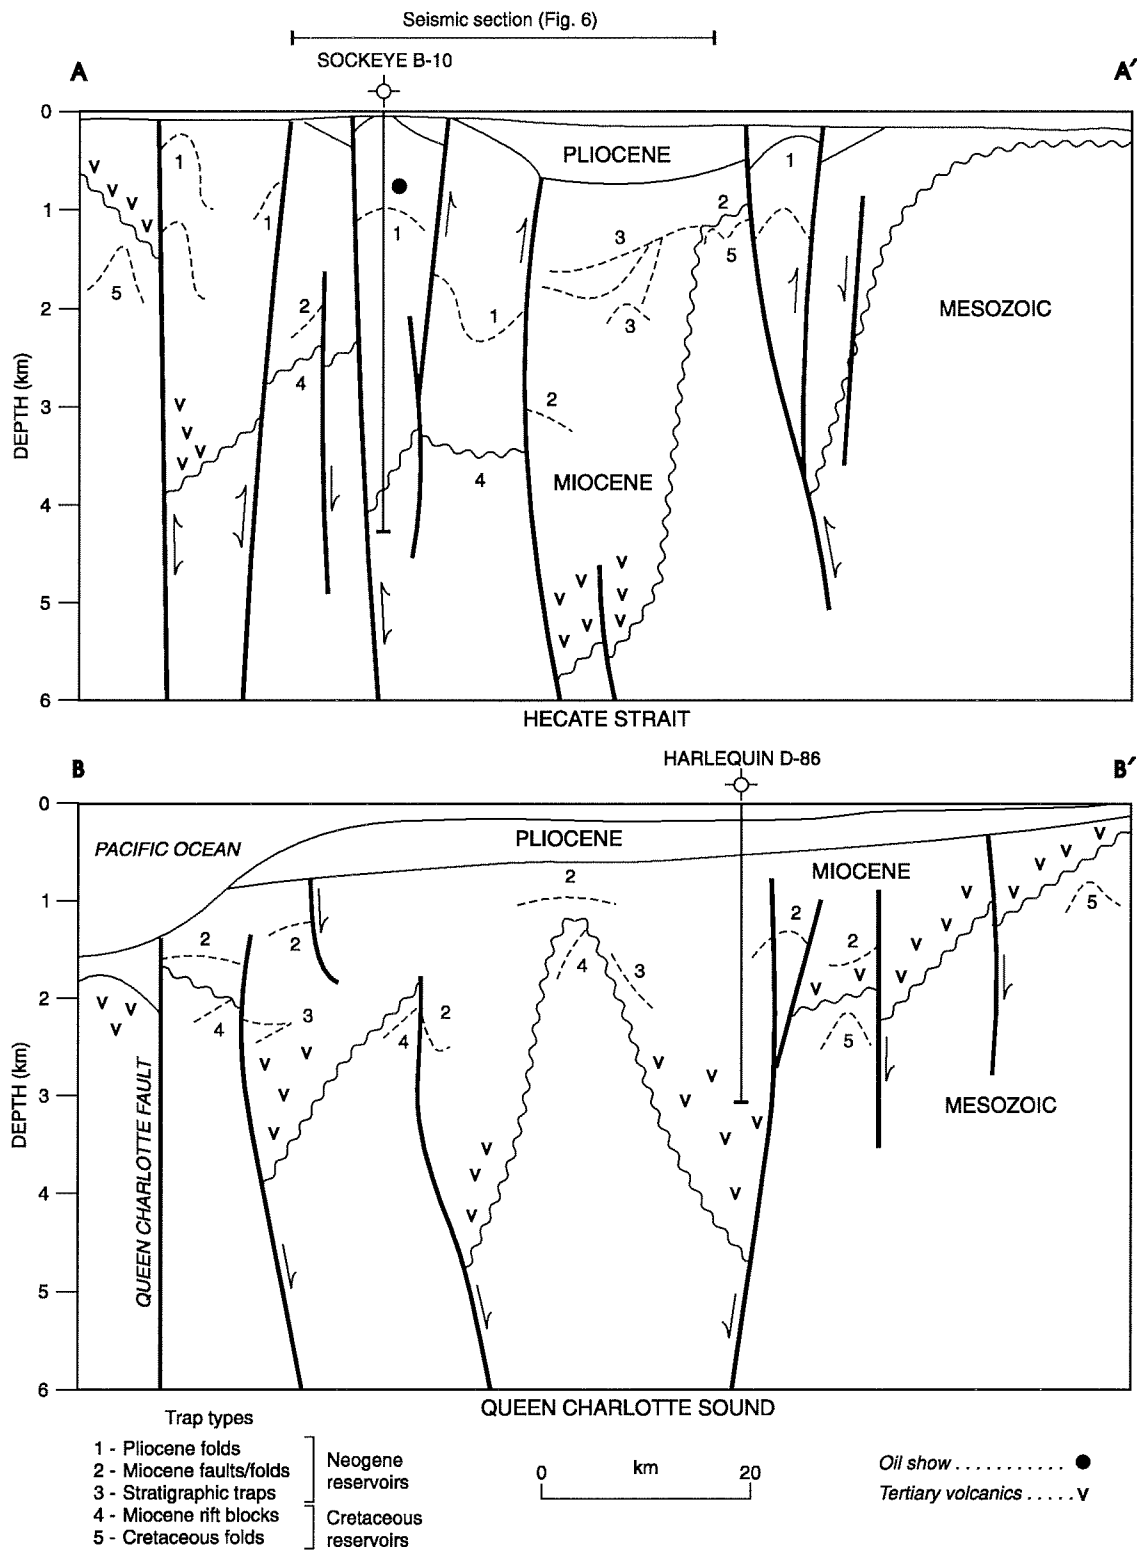 Seismic section (Fig. 6)
SOCKEYE B-10
A A′
0
1
2
3
4
5
6
DEPTH (km)
PLIOCENE
MIOCENE
MESOZOIC
V V V V
V V V V
V V V V V V V
1 1 1 1 1 1
2 2 2
3 3
4 4
5 5
HECATE STRAIT
HARLEQUIN D-86
B B′
0
1
2
3
4
5
6
DEPTH (km)
PACIFIC OCEAN
PLIOCENE
MIOCENE
MESOZOIC
QUEEN CHARLOTTE FAULT
2 2 2 2 2 2
3 3
4 4 4
5 5
V V V
V V V V
V V V
V V V V V V
V V V V V V V V
QUEEN CHARLOTTE SOUND
Trap types
1 - Pliocene folds
2 - Miocene faults/folds
3 - Stratigraphic traps
Neogene
reservoirs
4 - Miocene rift blocks
5 - Cretaceous folds
Cretaceous
reservoirs
0 km 20
Oil show . . . . . . . . . . . ●
Tertiary volcanics . . . . . V